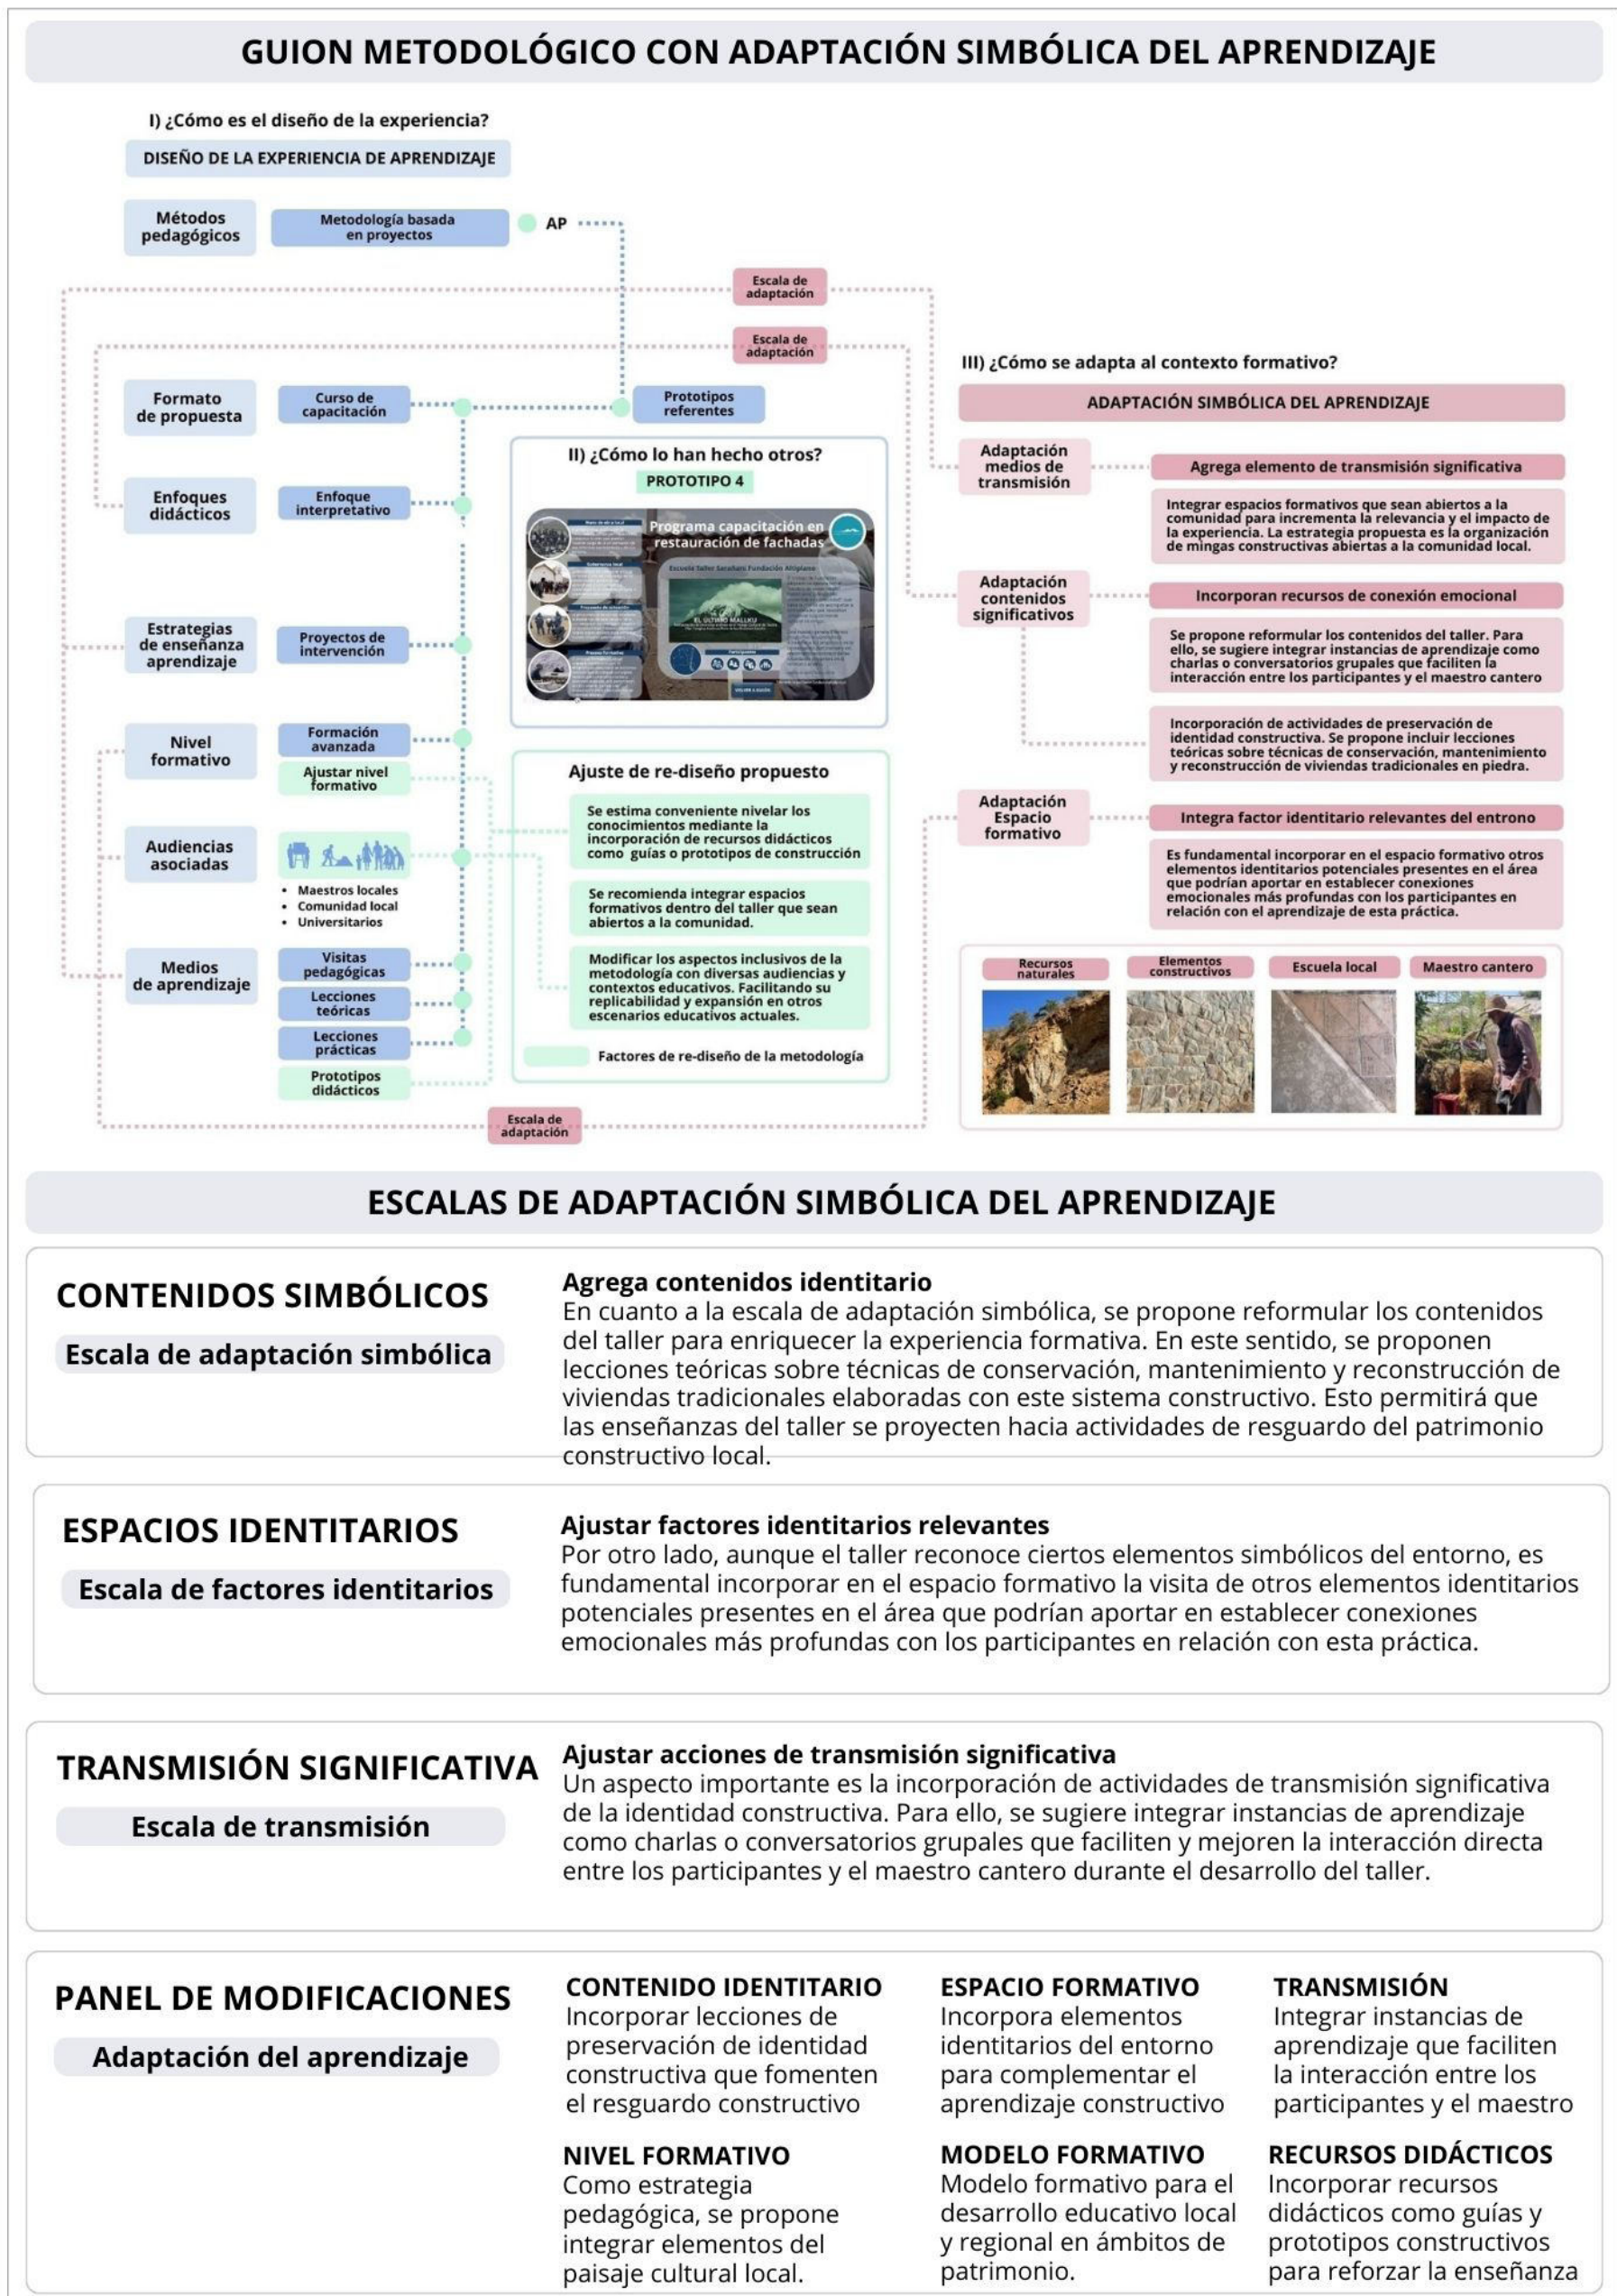 GUION METODOLÓGICO CON ADAPTACIÓN SIMBÓLICA DEL APRENDIZAJE
I) ¿Cómo es el diseño de la experiencia?
DISEÑO DE LA EXPERIENCIA DE APRENDIZAJE
Métodos
pedagógicos
Metodología basada
en proyectos
AP
Escala de
adaptación
Escala de
adaptación
Formato
de propuesta
Curso de
capacitación
Prototipos
referentes
Enfoques
didácticos
Enfoque
interpretativo
Estrategias
de enseñanza
aprendizaje
Proyectos de
intervención
Nivel
formativo
Formación
avanzada
Ajustar nivel
formativo
Audiencias
asociadas
• Maestros locales
• Comunidad local
• Universitarios
Medios
de aprendizaje
Visitas
pedagógicas
Lecciones
teóricas
Lecciones
prácticas
Prototipos
didácticos
Escala de
adaptación
II) ¿Cómo lo han hecho otros?
PROTOTIPO 4
Programa capacitación en
restauración de fachadas
Escuela Taller Sarañani Fundación Altiplano
EL ÚLTIMO MALLKU
Participantes
Ajuste de re-diseño propuesto
Se estima conveniente nivelar los
conocimientos mediante la
incorporación de recursos didácticos
como guías o prototipos de construcción
Se recomienda integrar espacios
formativos dentro del taller que sean
abiertos a la comunidad.
Modificar los aspectos inclusivos de la
metodología con diversas audiencias y
contextos educativos. Facilitando su
replicabilidad y expansión en otros
escenarios educativos actuales.
Factores de re-diseño de la metodología
III) ¿Cómo se adapta al contexto formativo?
ADAPTACIÓN SIMBÓLICA DEL APRENDIZAJE
Adaptación
medios de
transmisión
Agrega elemento de transmisión significativa
Integrar espacios formativos que sean abiertos a la
comunidad para incrementa la relevancia y el impacto de
la experiencia. La estrategia propuesta es la organización
de mingas constructivas abiertas a la comunidad local.
Adaptación
contenidos
significativos
Incorporan recursos de conexión emocional
Se propone reformular los contenidos del taller. Para
ello, se sugiere integrar instancias de aprendizaje como
charlas o conversatorios grupales que faciliten la
interacción entre los participantes y el maestro cantero
Incorporación de actividades de preservación de
identidad constructiva. Se propone incluir lecciones
teóricas sobre técnicas de conservación, mantenimiento
y reconstrucción de viviendas tradicionales en piedra.
Adaptación
Espacio
formativo
Integra factor identitario relevantes del entrono
Es fundamental incorporar en el espacio formativo otros
elementos identitarios potenciales presentes en el área
que podrían aportar en establecer conexiones
emocionales más profundas con los participantes en
relación con el aprendizaje de esta práctica.
Recursos
naturales
Elementos
constructivos
Escuela local
Maestro cantero
ESCALAS DE ADAPTACIÓN SIMBÓLICA DEL APRENDIZAJE
CONTENIDOS SIMBÓLICOS
Escala de adaptación simbólica
Agrega contenidos identitario
En cuanto a la escala de adaptación simbólica, se propone reformular los contenidos
del taller para enriquecer la experiencia formativa. En este sentido, se proponen
lecciones teóricas sobre técnicas de conservación, mantenimiento y reconstrucción de
viviendas tradicionales elaboradas con este sistema constructivo. Esto permitirá que
las enseñanzas del taller se proyecten hacia actividades de resguardo del patrimonio
constructivo local.
ESPACIOS IDENTITARIOS
Escala de factores identitarios
Ajustar factores identitarios relevantes
Por otro lado, aunque el taller reconoce ciertos elementos simbólicos del entorno, es
fundamental incorporar en el espacio formativo la visita de otros elementos identitarios
potenciales presentes en el área que podrían aportar en establecer conexiones
emocionales más profundas con los participantes en relación con esta práctica.
TRANSMISIÓN SIGNIFICATIVA
Escala de transmisión
Ajustar acciones de transmisión significativa
Un aspecto importante es la incorporación de actividades de transmisión significativa
de la identidad constructiva. Para ello, se sugiere integrar instancias de aprendizaje
como charlas o conversatorios grupales que faciliten y mejoren la interacción directa
entre los participantes y el maestro cantero durante el desarrollo del taller.
PANEL DE MODIFICACIONES
Adaptación del aprendizaje
CONTENIDO IDENTITARIO
Incorporar lecciones de
preservación de identidad
constructiva que fomenten
el resguardo constructivo
ESPACIO FORMATIVO
Incorpora elementos
identitarios del entorno
para complementar el
aprendizaje constructivo
TRANSMISIÓN
Integrar instancias de
aprendizaje que faciliten
la interacción entre los
participantes y el maestro
NIVEL FORMATIVO
Como estrategia
pedagógica, se propone
integrar elementos del
paisaje cultural local.
MODELO FORMATIVO
Modelo formativo para el
desarrollo educativo local
y regional en ámbitos de
patrimonio.
RECURSOS DIDÁCTICOS
Incorporar recursos
didácticos como guías y
prototipos constructivos
para reforzar la enseñanza